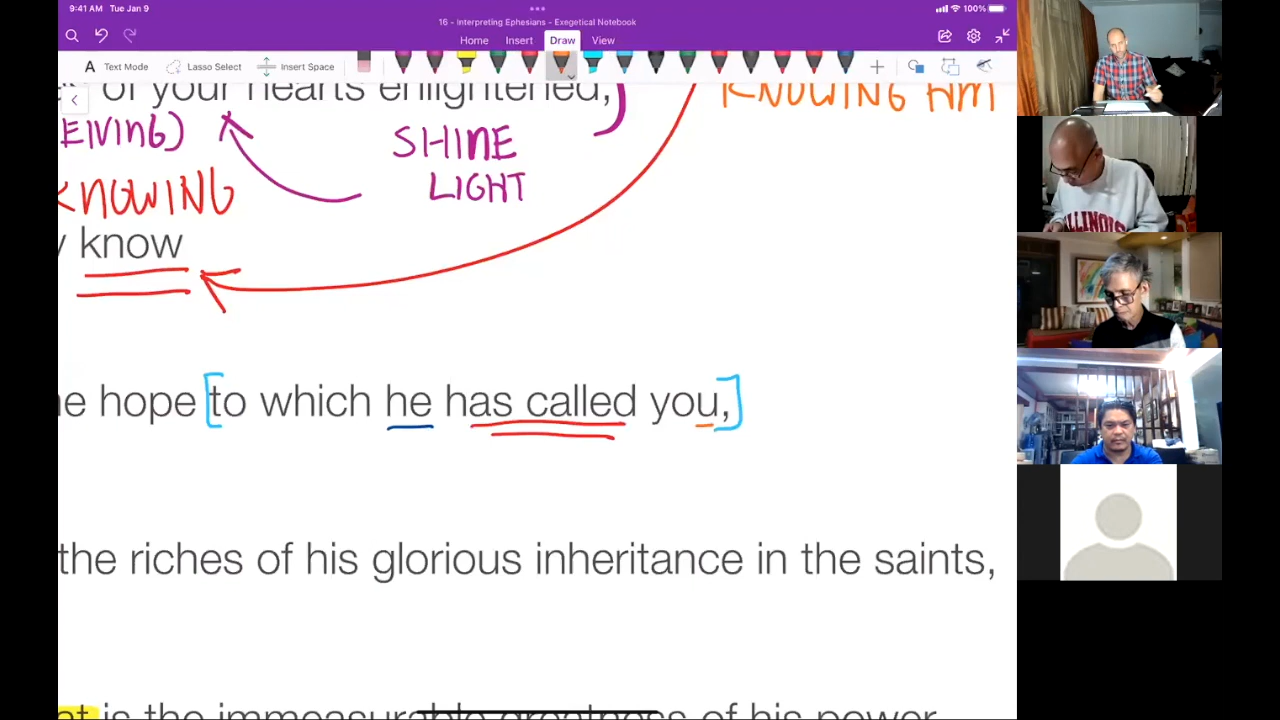 9:41 AM Tue Jan 9
100%
16 - Interpreting Ephesians - Exegetical Notebook
Home Insert Draw View
A Text Mode Lasso Select Insert Space
of your hearts enlightened,
KNOWING HIM
EIVING)
SHINE
LIGHT
KNOWING
know
hope [to which he has called you,]
ILLINOIS
the riches of his glorious inheritance in the saints,
is the immeasurable greatness of his power